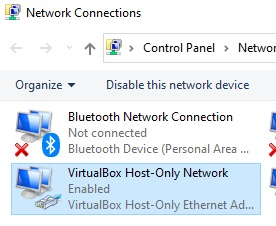 Network Connections
Control Panel
Networ
Organize
Disable this network device
Bluetooth Network Connection
Not connected
Bluetooth Device (Personal Area ...
VirtualBox Host-Only Network
Enabled
VirtualBox Host-Only Ethernet Ad...